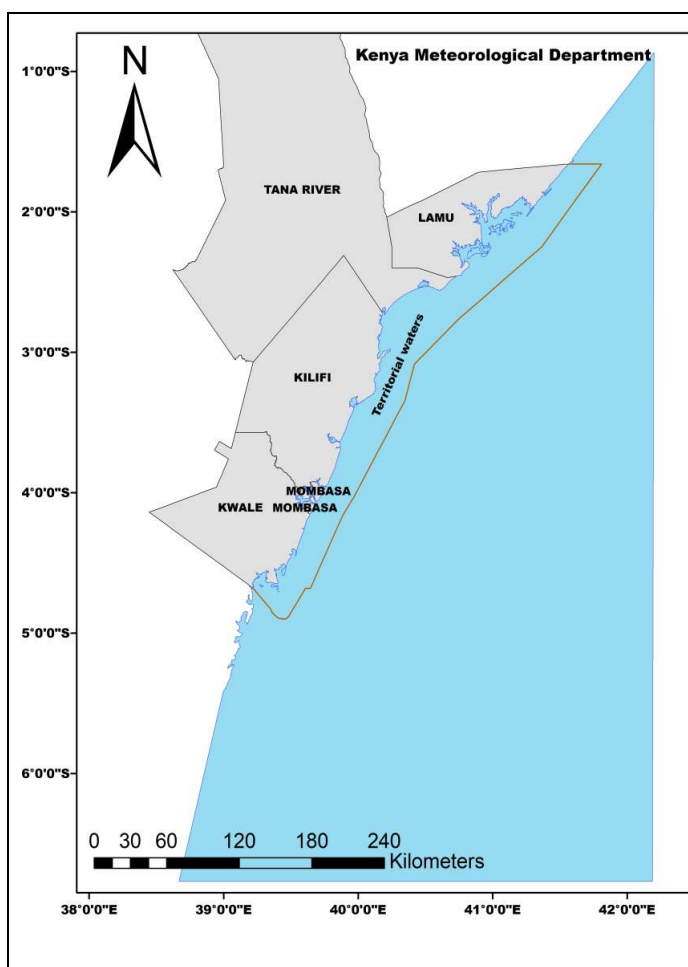 Kenya Meteorological Department
N
1°0'0"S
2°0'0"S
3°0'0"S
4°0'0"S
5°0'0"S
6°0'0"S
TANA RIVER
LAMU
Territorial waters
KILIFI
MOMBASA
KWALE MOMBASA
0 30 60 120 180 240
Kilometers
38°0'0"E 39°0'0"E 40°0'0"E 41°0'0"E 42°0'0"E